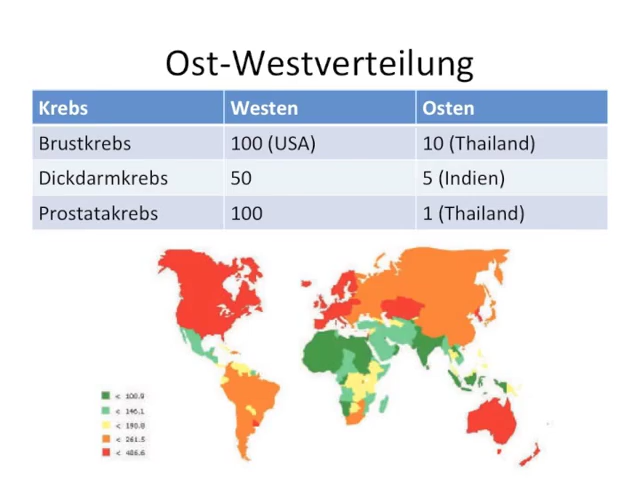 Ost-Westverteilung
Krebs Westen Osten
Brustkrebs 100 (USA) 10 (Thailand)
Dickdarmkrebs 50 5 (Indien)
Prostatakrebs 100 1 (Thailand)
< 100.9
< 146.1
< 190.8
< 261.5
< 486.6